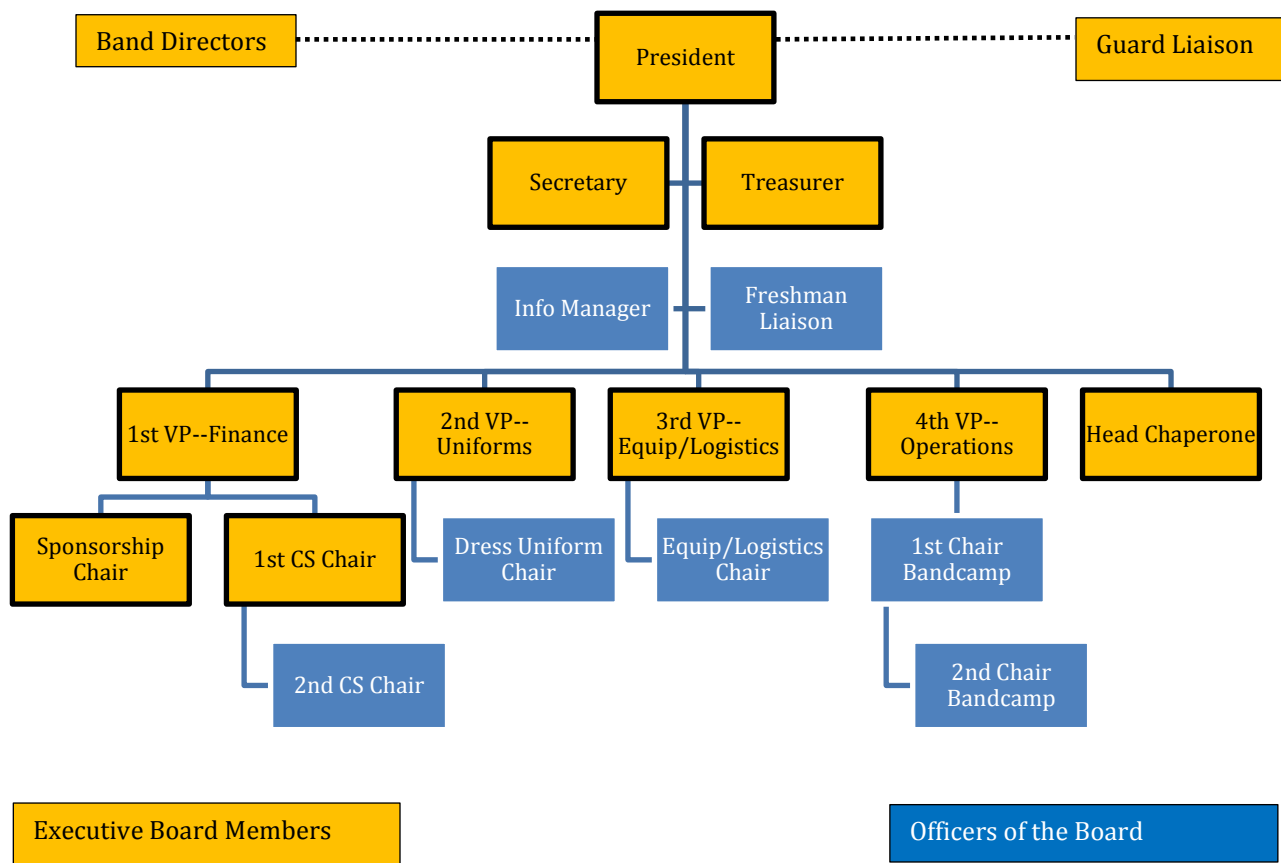 Band Directors
President
Guard Liaison
Secretary
Treasurer
Info Manager
Freshman
Liaison
1st VP--Finance
2nd VP--
Uniforms
3rd VP--
Equip/Logistics
4th VP--
Operations
Head Chaperone
Sponsorship
Chair
1st CS Chair
Dress Uniform
Chair
Equip/Logistics
Chair
1st Chair
Bandcamp
2nd CS Chair
2nd Chair
Bandcamp
Executive Board Members
Officers of the Board